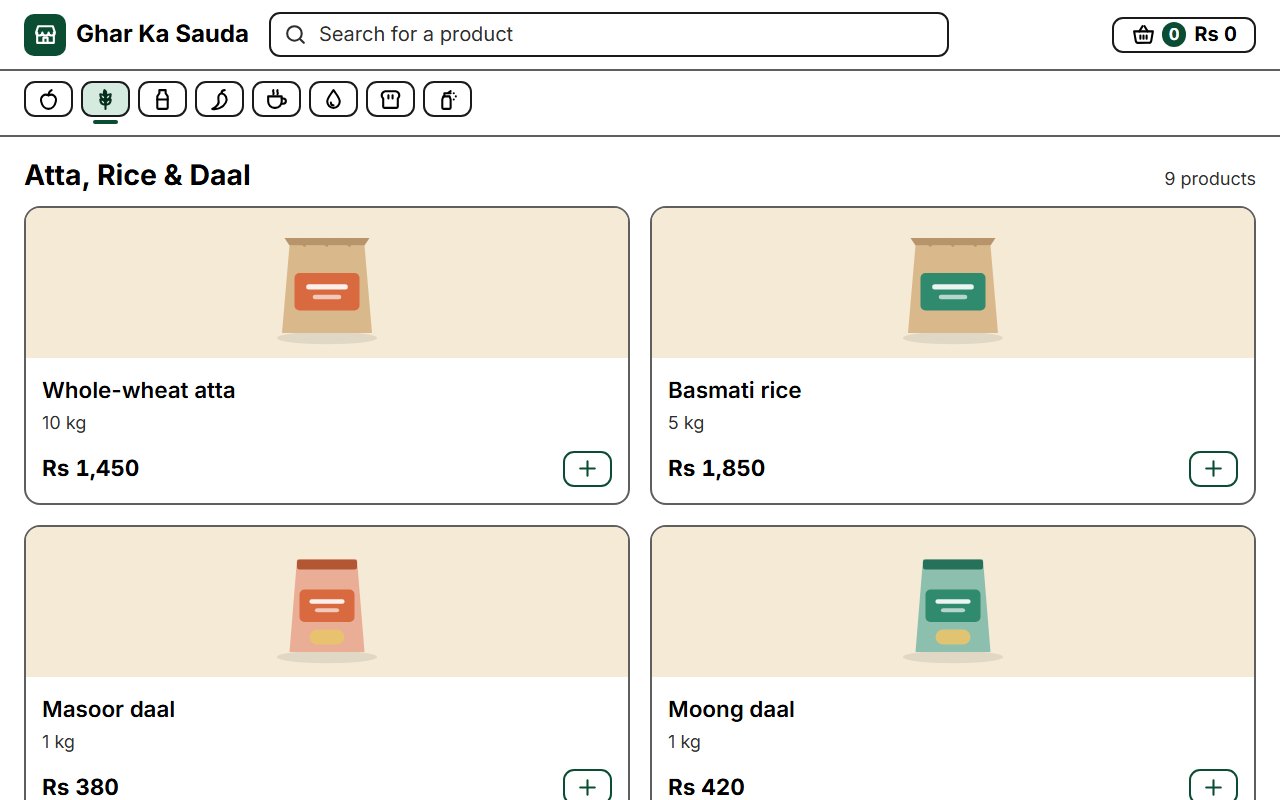 Ghar Ka Sauda
Search for a product
0 Rs 0
Atta, Rice & Daal
9 products
Whole-wheat atta
10 kg
Rs 1,450
Basmati rice
5 kg
Rs 1,850
Masoor daal
1 kg
Rs 380
Moong daal
1 kg
Rs 420